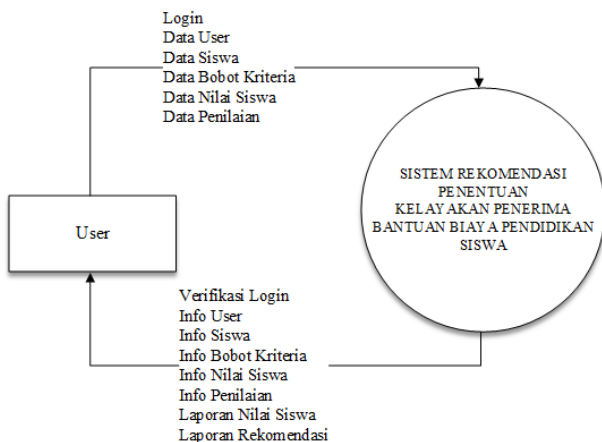 Login
Data User
Data Siswa
Data Bobot Kriteria
Data Nilai Siswa
Data Penilaian
SISTEM REKOMENDASI
PENENTUAN
KELAYAKAN PENERIMA
BANTUAN BIAYA PENDIDIKAN
SISWA
User
Verifikasi Login
Info User
Info Siswa
Info Bobot Kriteria
Info Nilai Siswa
Info Penilaian
Laporan Nilai Siswa
Laporan Rekomendasi